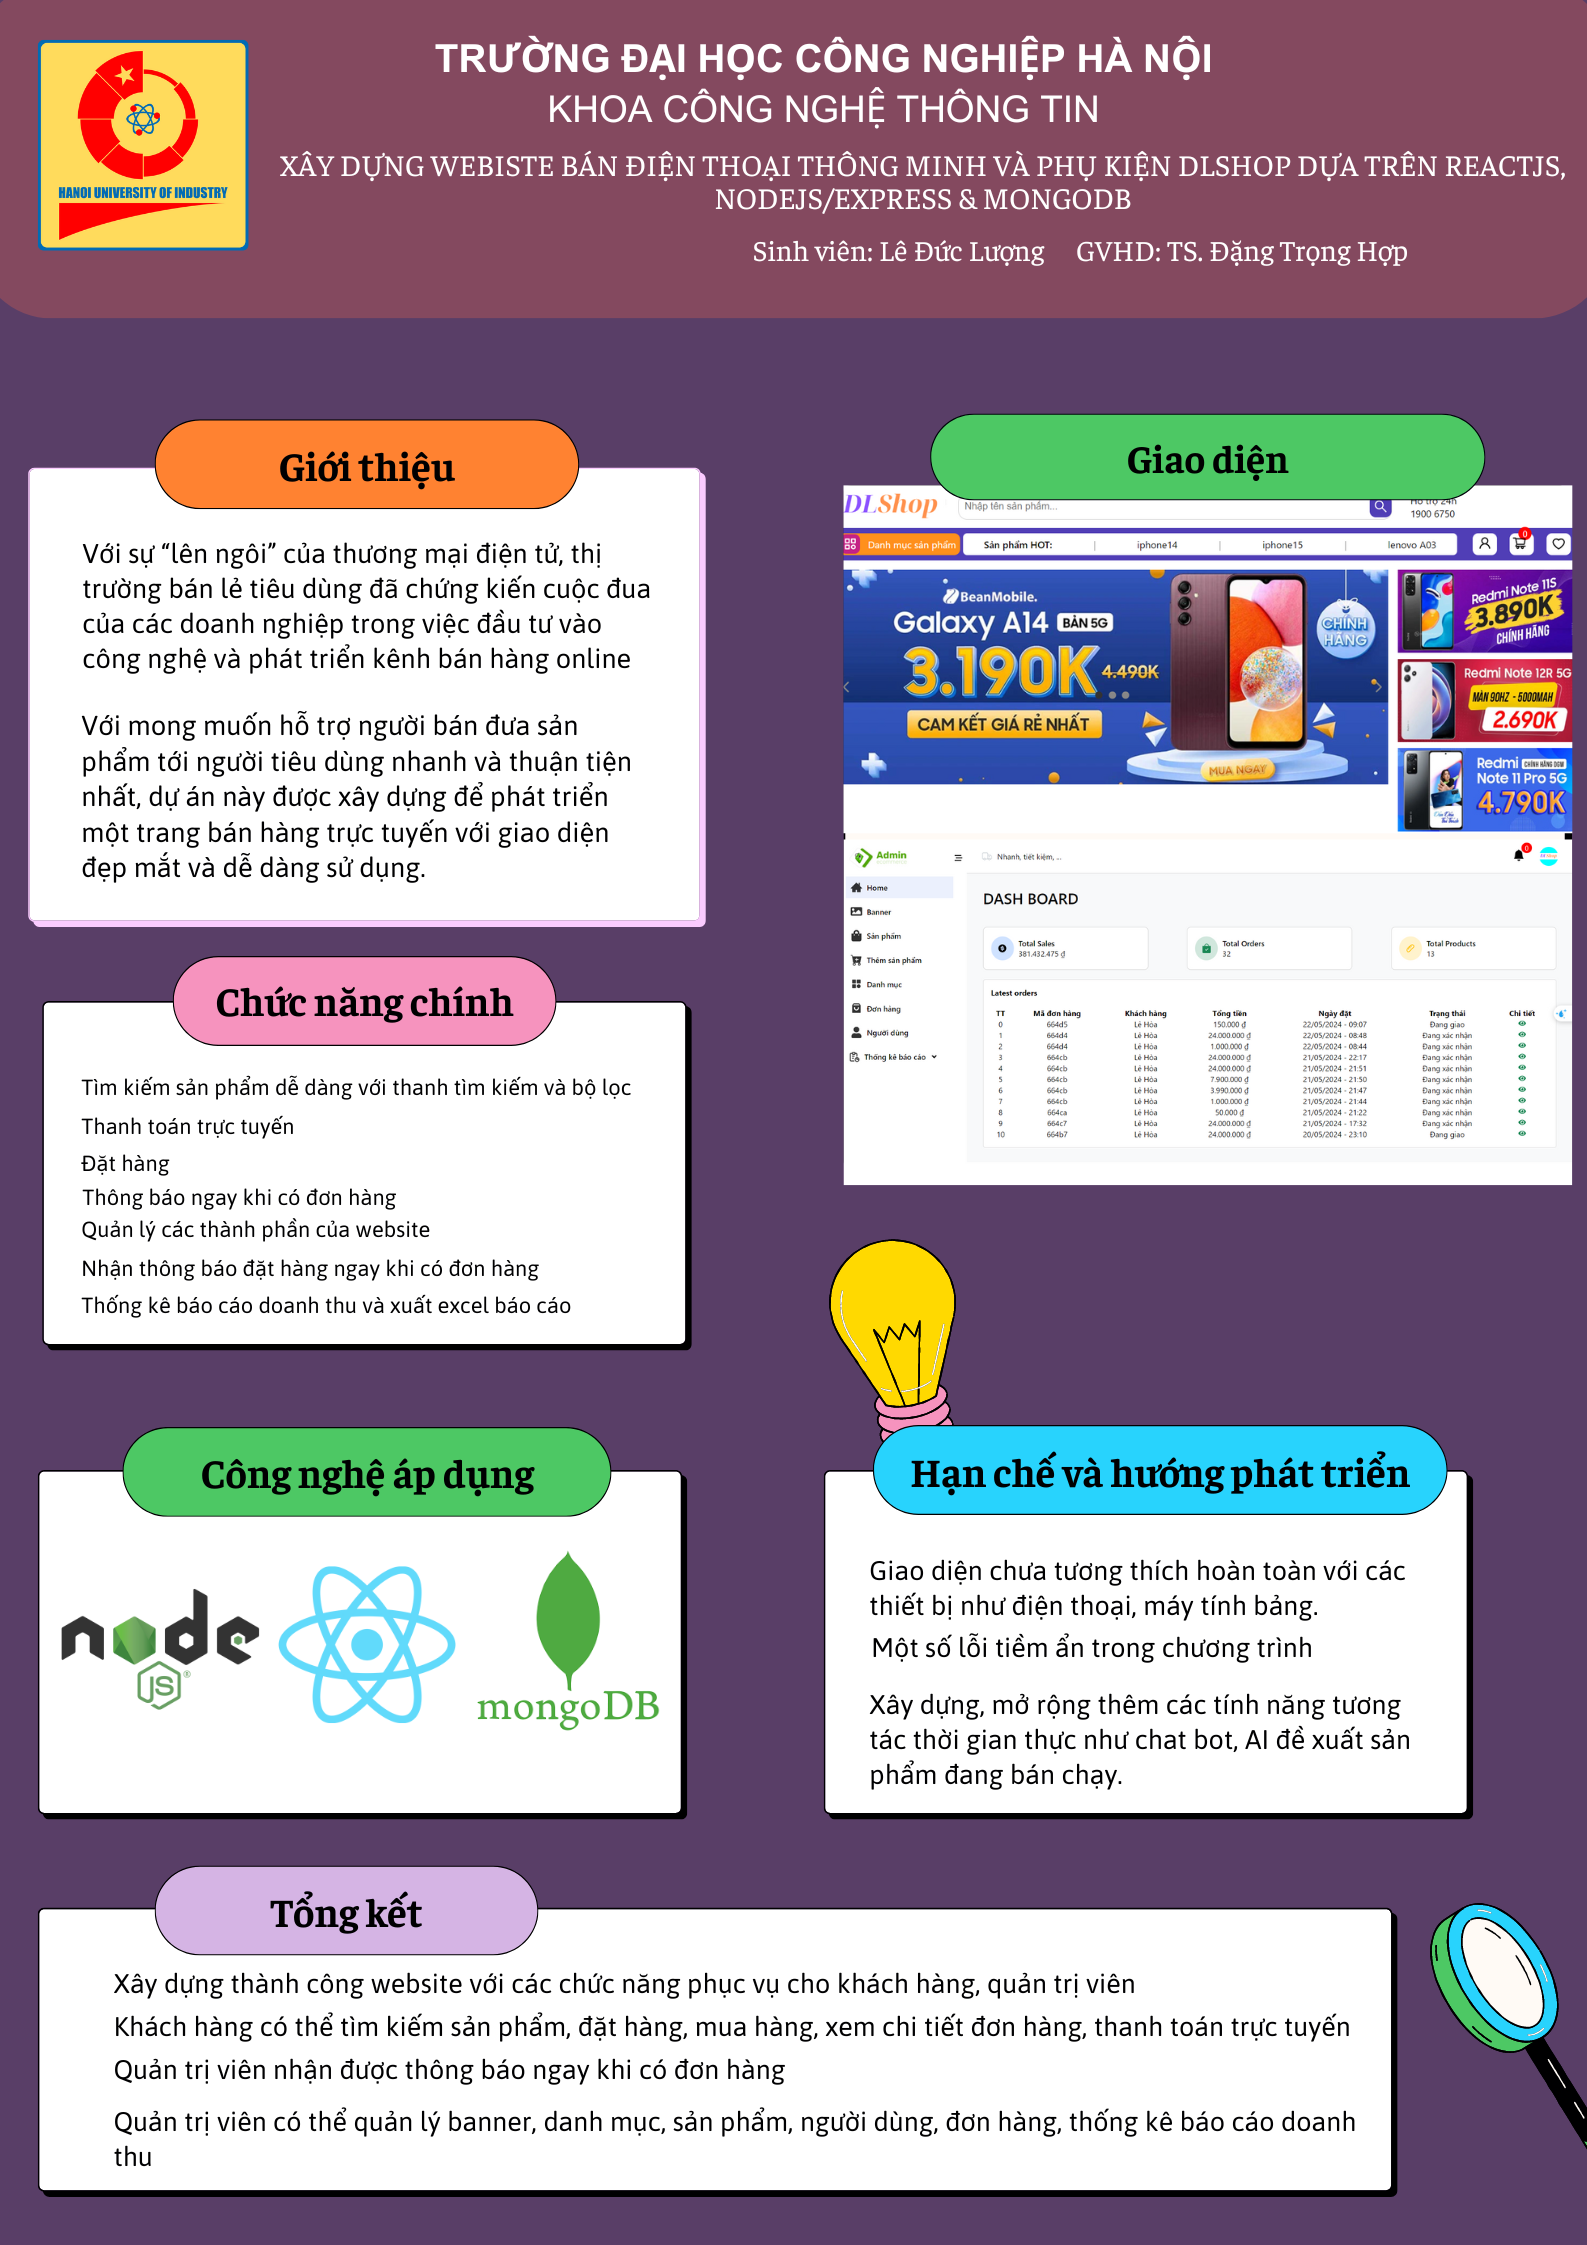 TRƯỜNG ĐẠI HỌC CÔNG NGHIỆP HÀ NỘI
KHOA CÔNG NGHỆ THÔNG TIN
XÂY DỰNG WEBISTE BÁN ĐIỆN THOẠI THÔNG MINH VÀ PHỤ KIỆN DLSHOP DỰA TRÊN REACTJS,
NODEJS/EXPRESS & MONGODB
Sinh viên: Lê Đức Lượng GVHD: TS. Đặng Trọng Hợp
HANOI UNIVERSITY OF INDUSTRY
Giới thiệu
Với sự “lên ngôi” của thương mại điện tử, thị
trường bán lẻ tiêu dùng đã chứng kiến cuộc đua
của các doanh nghiệp trong việc đầu tư vào
công nghệ và phát triển kênh bán hàng online
Với mong muốn hỗ trợ người bán đưa sản
phẩm tới người tiêu dùng nhanh và thuận tiện
nhất, dự án này được xây dựng để phát triển
một trang bán hàng trực tuyến với giao diện
đẹp mắt và dễ dàng sử dụng.
Chức năng chính
Tìm kiếm sản phẩm dễ dàng với thanh tìm kiếm và bộ lọc
Thanh toán trực tuyến
Đặt hàng
Thông báo ngay khi có đơn hàng
Quản lý các thành phần của website
Nhận thông báo đặt hàng ngay khi có đơn hàng
Thống kê báo cáo doanh thu và xuất excel báo cáo
Giao diện
DLShop
Nhập tên sản phẩm...
Hỗ trợ 24h
1900 6750
Danh mục sản phẩm
Sản phẩm HOT: | iphone14 | iphone15 | lenovo A03
0
BeanMobile.
Galaxy A14 BẢN 5G
3.190K 4.490K
CAM KẾT GIÁ RẺ NHẤT
CHÍNH
HÃNG
MUA NGAY
Redmi Note 11S
3.890K
CHÍNH HÃNG
Redmi Note 12R 5G
MÀN 90HZ - 5000MAH
2.690K
Redmi CHÍNH HÃNG DGW
Note 11 Pro 5G
4.790K
Admin
Nhanh, tiết kiệm, ...
0
Home
Banner
Sản phẩm
Thêm sản phẩm
Danh mục
Đơn hàng
Người dùng
Thống kê báo cáo
DASH BOARD
Total Sales
381.432.475 ₫
Total Orders
32
Total Products
13
Latest orders
TT Mã đơn hàng Khách hàng Tổng tiền Ngày đặt Trạng thái Chi tiết
0 664d5 Lê Hòa 150.000 ₫ 22/05/2024 - 09:07 Đang giao
1 664d4 Lê Hòa 24.000.000 ₫ 22/05/2024 - 08:48 Đang xác nhận
2 664d4 Lê Hòa 1.000.000 ₫ 22/05/2024 - 08:44 Đang xác nhận
3 664cb Lê Hòa 24.000.000 ₫ 21/05/2024 - 22:17 Đang xác nhận
4 664cb Lê Hòa 24.000.000 ₫ 21/05/2024 - 21:51 Đang xác nhận
5 664cb Lê Hòa 7.900.000 ₫ 21/05/2024 - 21:50 Đang xác nhận
6 664cb Lê Hòa 3.990.000 ₫ 21/05/2024 - 21:47 Đang xác nhận
7 664cb Lê Hòa 1.000.000 ₫ 21/05/2024 - 21:44 Đang xác nhận
8 664ca Lê Hòa 50.000 ₫ 21/05/2024 - 21:22 Đang xác nhận
9 664c7 Lê Hòa 24.000.000 ₫ 21/05/2024 - 17:32 Đang xác nhận
10 664b7 Lê Hòa 24.000.000 ₫ 20/05/2024 - 23:10 Đang giao
Công nghệ áp dụng
node
JS
mongoDB
Hạn chế và hướng phát triển
Giao diện chưa tương thích hoàn toàn với các
thiết bị như điện thoại, máy tính bảng.
Một số lỗi tiềm ẩn trong chương trình
Xây dựng, mở rộng thêm các tính năng tương
tác thời gian thực như chat bot, AI đề xuất sản
phẩm đang bán chạy.
Tổng kết
Xây dựng thành công website với các chức năng phục vụ cho khách hàng, quản trị viên
Khách hàng có thể tìm kiếm sản phẩm, đặt hàng, mua hàng, xem chi tiết đơn hàng, thanh toán trực tuyến
Quản trị viên nhận được thông báo ngay khi có đơn hàng
Quản trị viên có thể quản lý banner, danh mục, sản phẩm, người dùng, đơn hàng, thống kê báo cáo doanh
thu